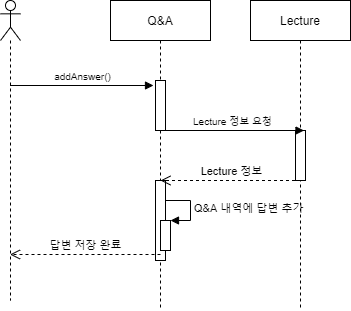 Q&A
Lecture
addAnswer()
Lecture 정보 요청
Lecture 정보
Q&A 내역에 답변 추가
답변 저장 완료